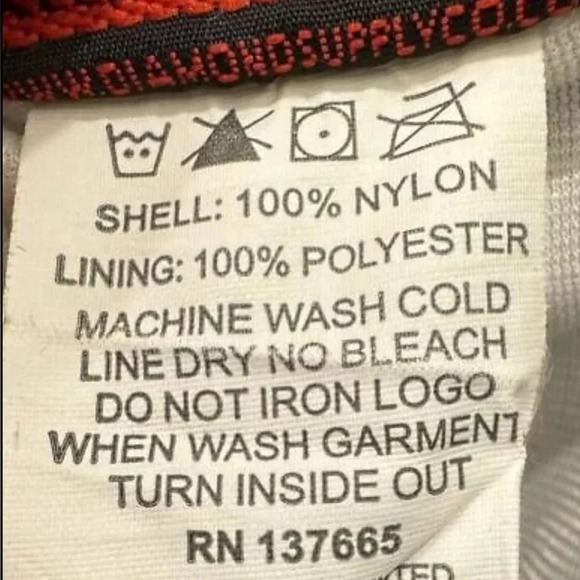 DIAMONDSUPPLYCO.CO
SHELL: 100% NYLON
LINING: 100% POLYESTER
MACHINE WASH COLD
LINE DRY NO BLEACH
DO NOT IRON LOGO
WHEN WASH GARMENT
TURN INSIDE OUT
RN 137665